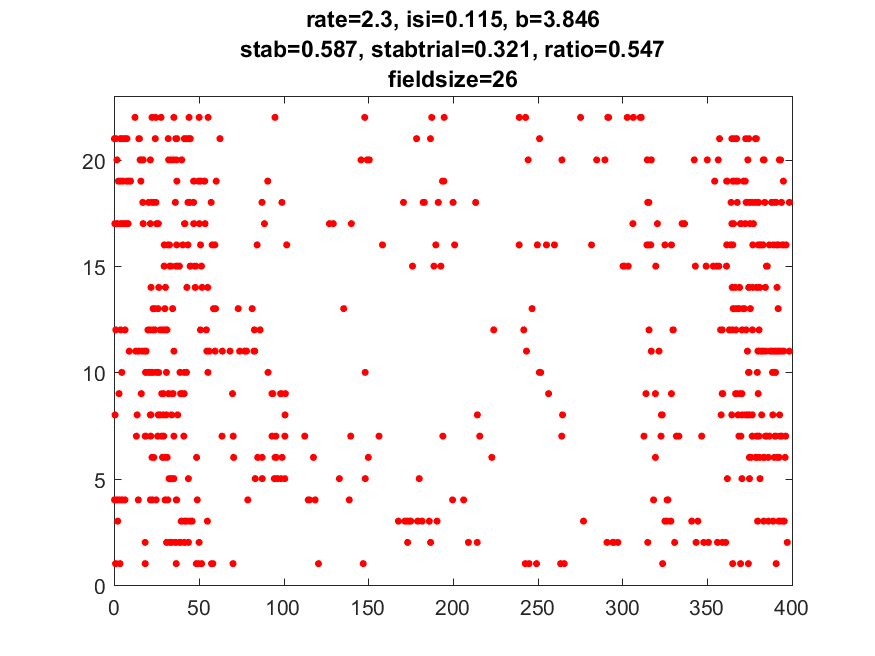 rate=2.3, isi=0.115, b=3.846
stab=0.587, stabtrial=0.321, ratio=0.547
fieldsize=26
20
15
10
5
0
0 50 100 150 200 250 300 350 400